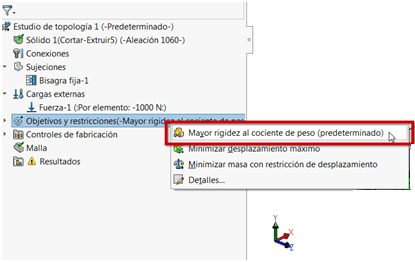 Estudio de topología 1 (-Predeterminado-)
Sólido 1(Cortar-Extruir5) (-Aleación 1060-)
Conexiones
Sujeciones
Bisagra fija-1
Cargas externas
Fuerza-1 (Por elemento: -1000 N:)
Objetivos y restricciones(-Mayor rigidez al cociente de pes
Mayor rigidez al cociente de peso (predeterminado)
Controles de fabricación
Minimizar desplazamiento máximo
Malla
Minimizar masa con restricción de desplazamiento
Resultados
Detalles...
Y
X
Z